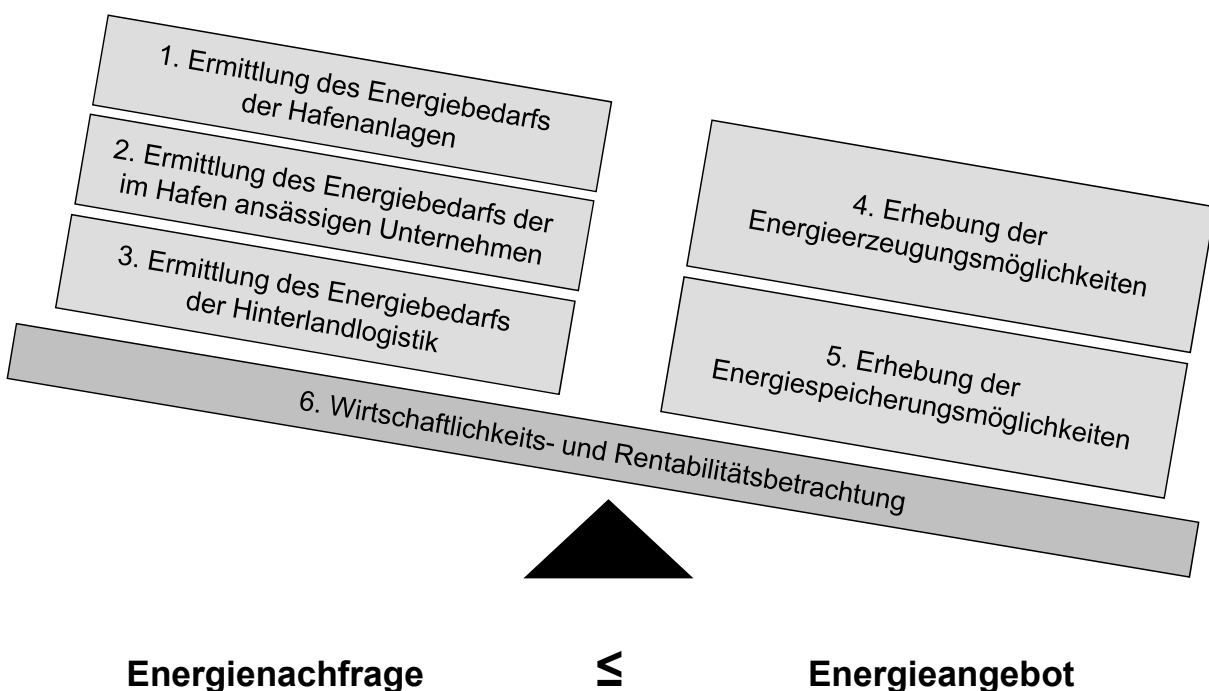 1. Ermittlung des Energiebedarfs
der Hafenanlagen
2. Ermittlung des Energiebedarfs der
im Hafen ansässigen Unternehmen
3. Ermittlung des Energiebedarfs
der Hinterlandlogistik
4. Erhebung der
Energieerzeugungsmöglichkeiten
5. Erhebung der
Energiespeicherungsmöglichkeiten
6. Wirtschaftlichkeits- und Rentabilitätsbetrachtung
Energienachfrage ≤ Energieangebot